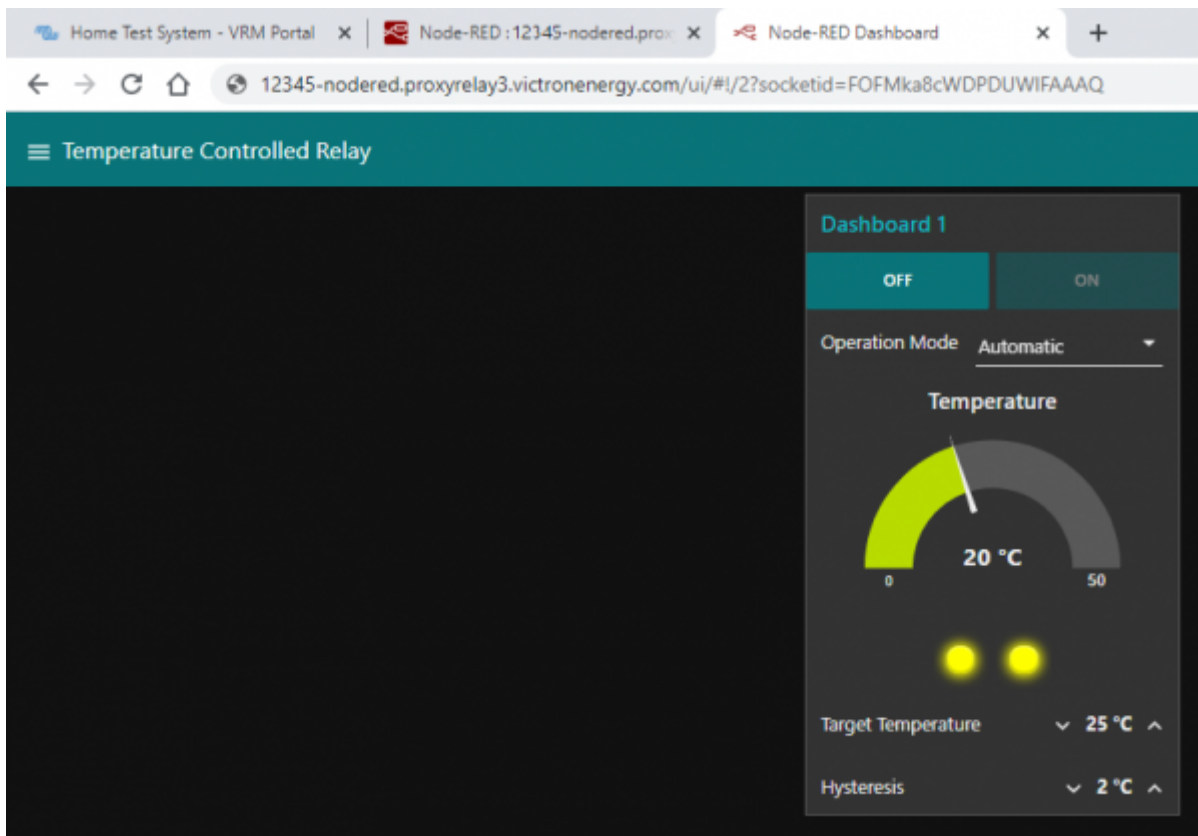 Home Test System - VRM Portal
Node-RED : 12345-nodered.prox
Node-RED Dashboard
12345-nodered.proxyrelay3.victronenergy.com/ui/#!/2?socketid=FOFMka8cWDPDUWIFAAAQ
Temperature Controlled Relay
Dashboard 1
OFF ON
Operation Mode Automatic
Temperature
20 °C
0 50
Target Temperature 25 °C
Hysteresis 2 °C